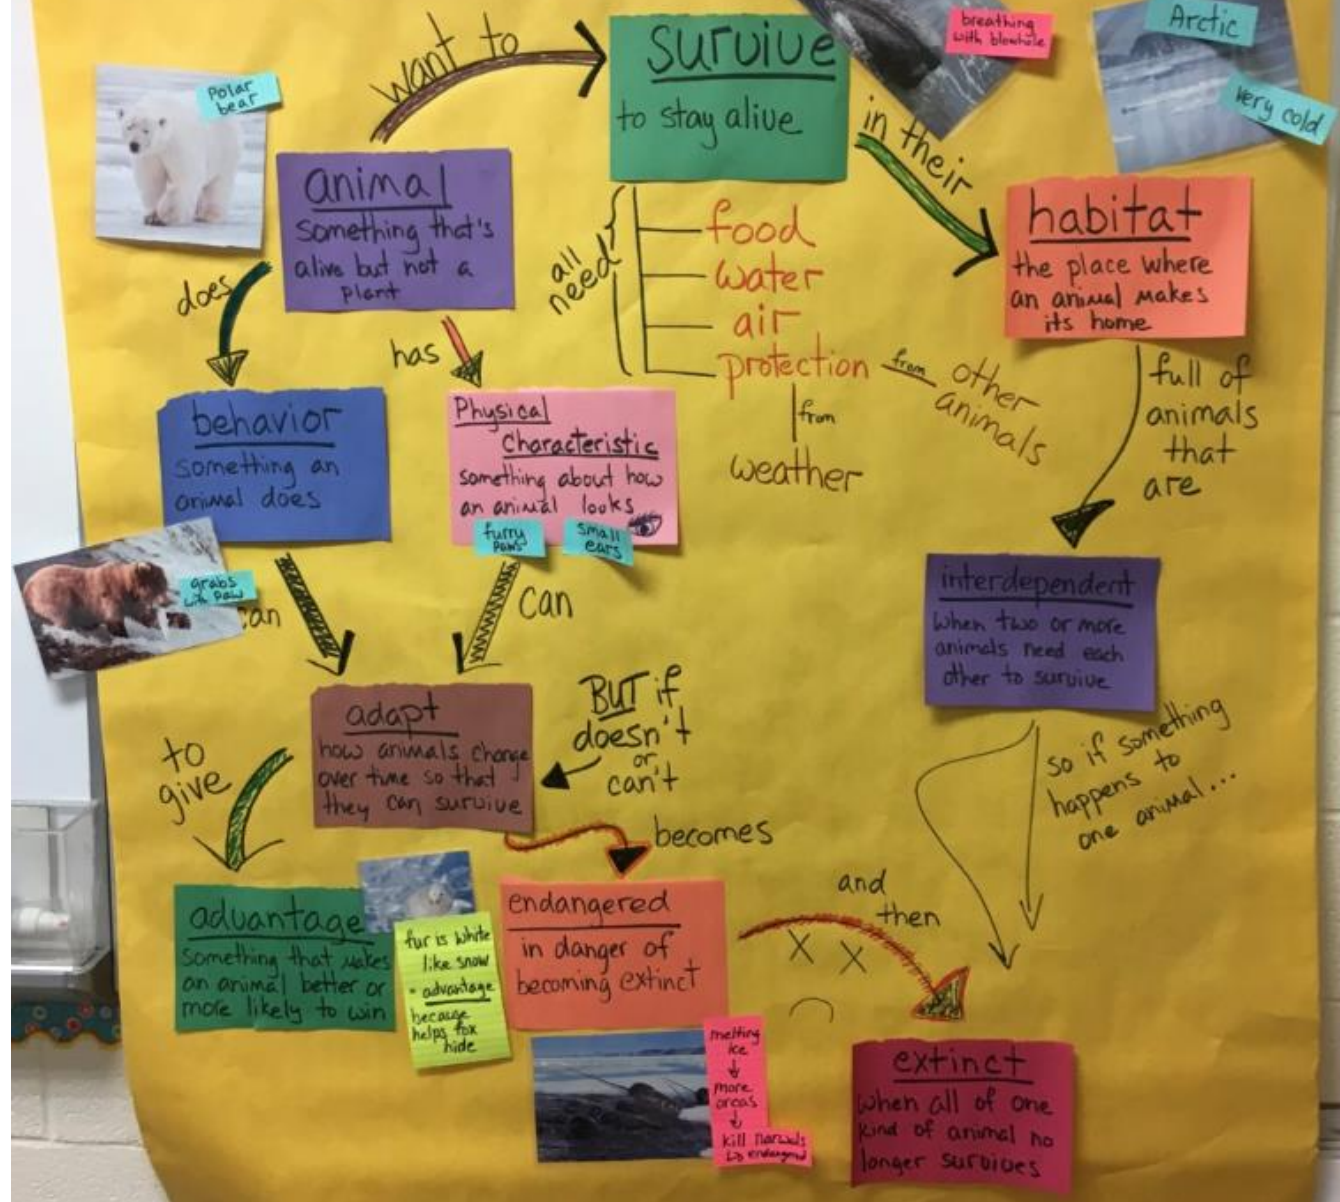 want to
survive
to stay alive
breathing
with blowhole
Arctic
very cold
in their
Polar
bear
animal
Something that's
alive but not a
plant
all
need
food
water
air
protection
from
other
animals
from
weather
habitat
the place where
an animal makes
its home
does
has
full of
animals
that
are
behavior
something an
animal does
Physical
Characteristic
something about how
an animal looks
furry
paws
small
ears
grabs
with paw
can
can
interdependent
when two or more
animals need each
other to survive
adapt
how animals change
over time so that
they can survive
BUT if
doesn't
or
can't
so if something
happens to
one animal...
to
give
becomes
advantage
something that makes
an animal better or
more likely to win
fur is white
like snow
= advantage
because
helps fox
hide
endangered
in danger of
becoming extinct
and
then
X X
melting
ice
more
orcas
kill narwals
endangered
extinct
when all of one
kind of animal no
longer survives